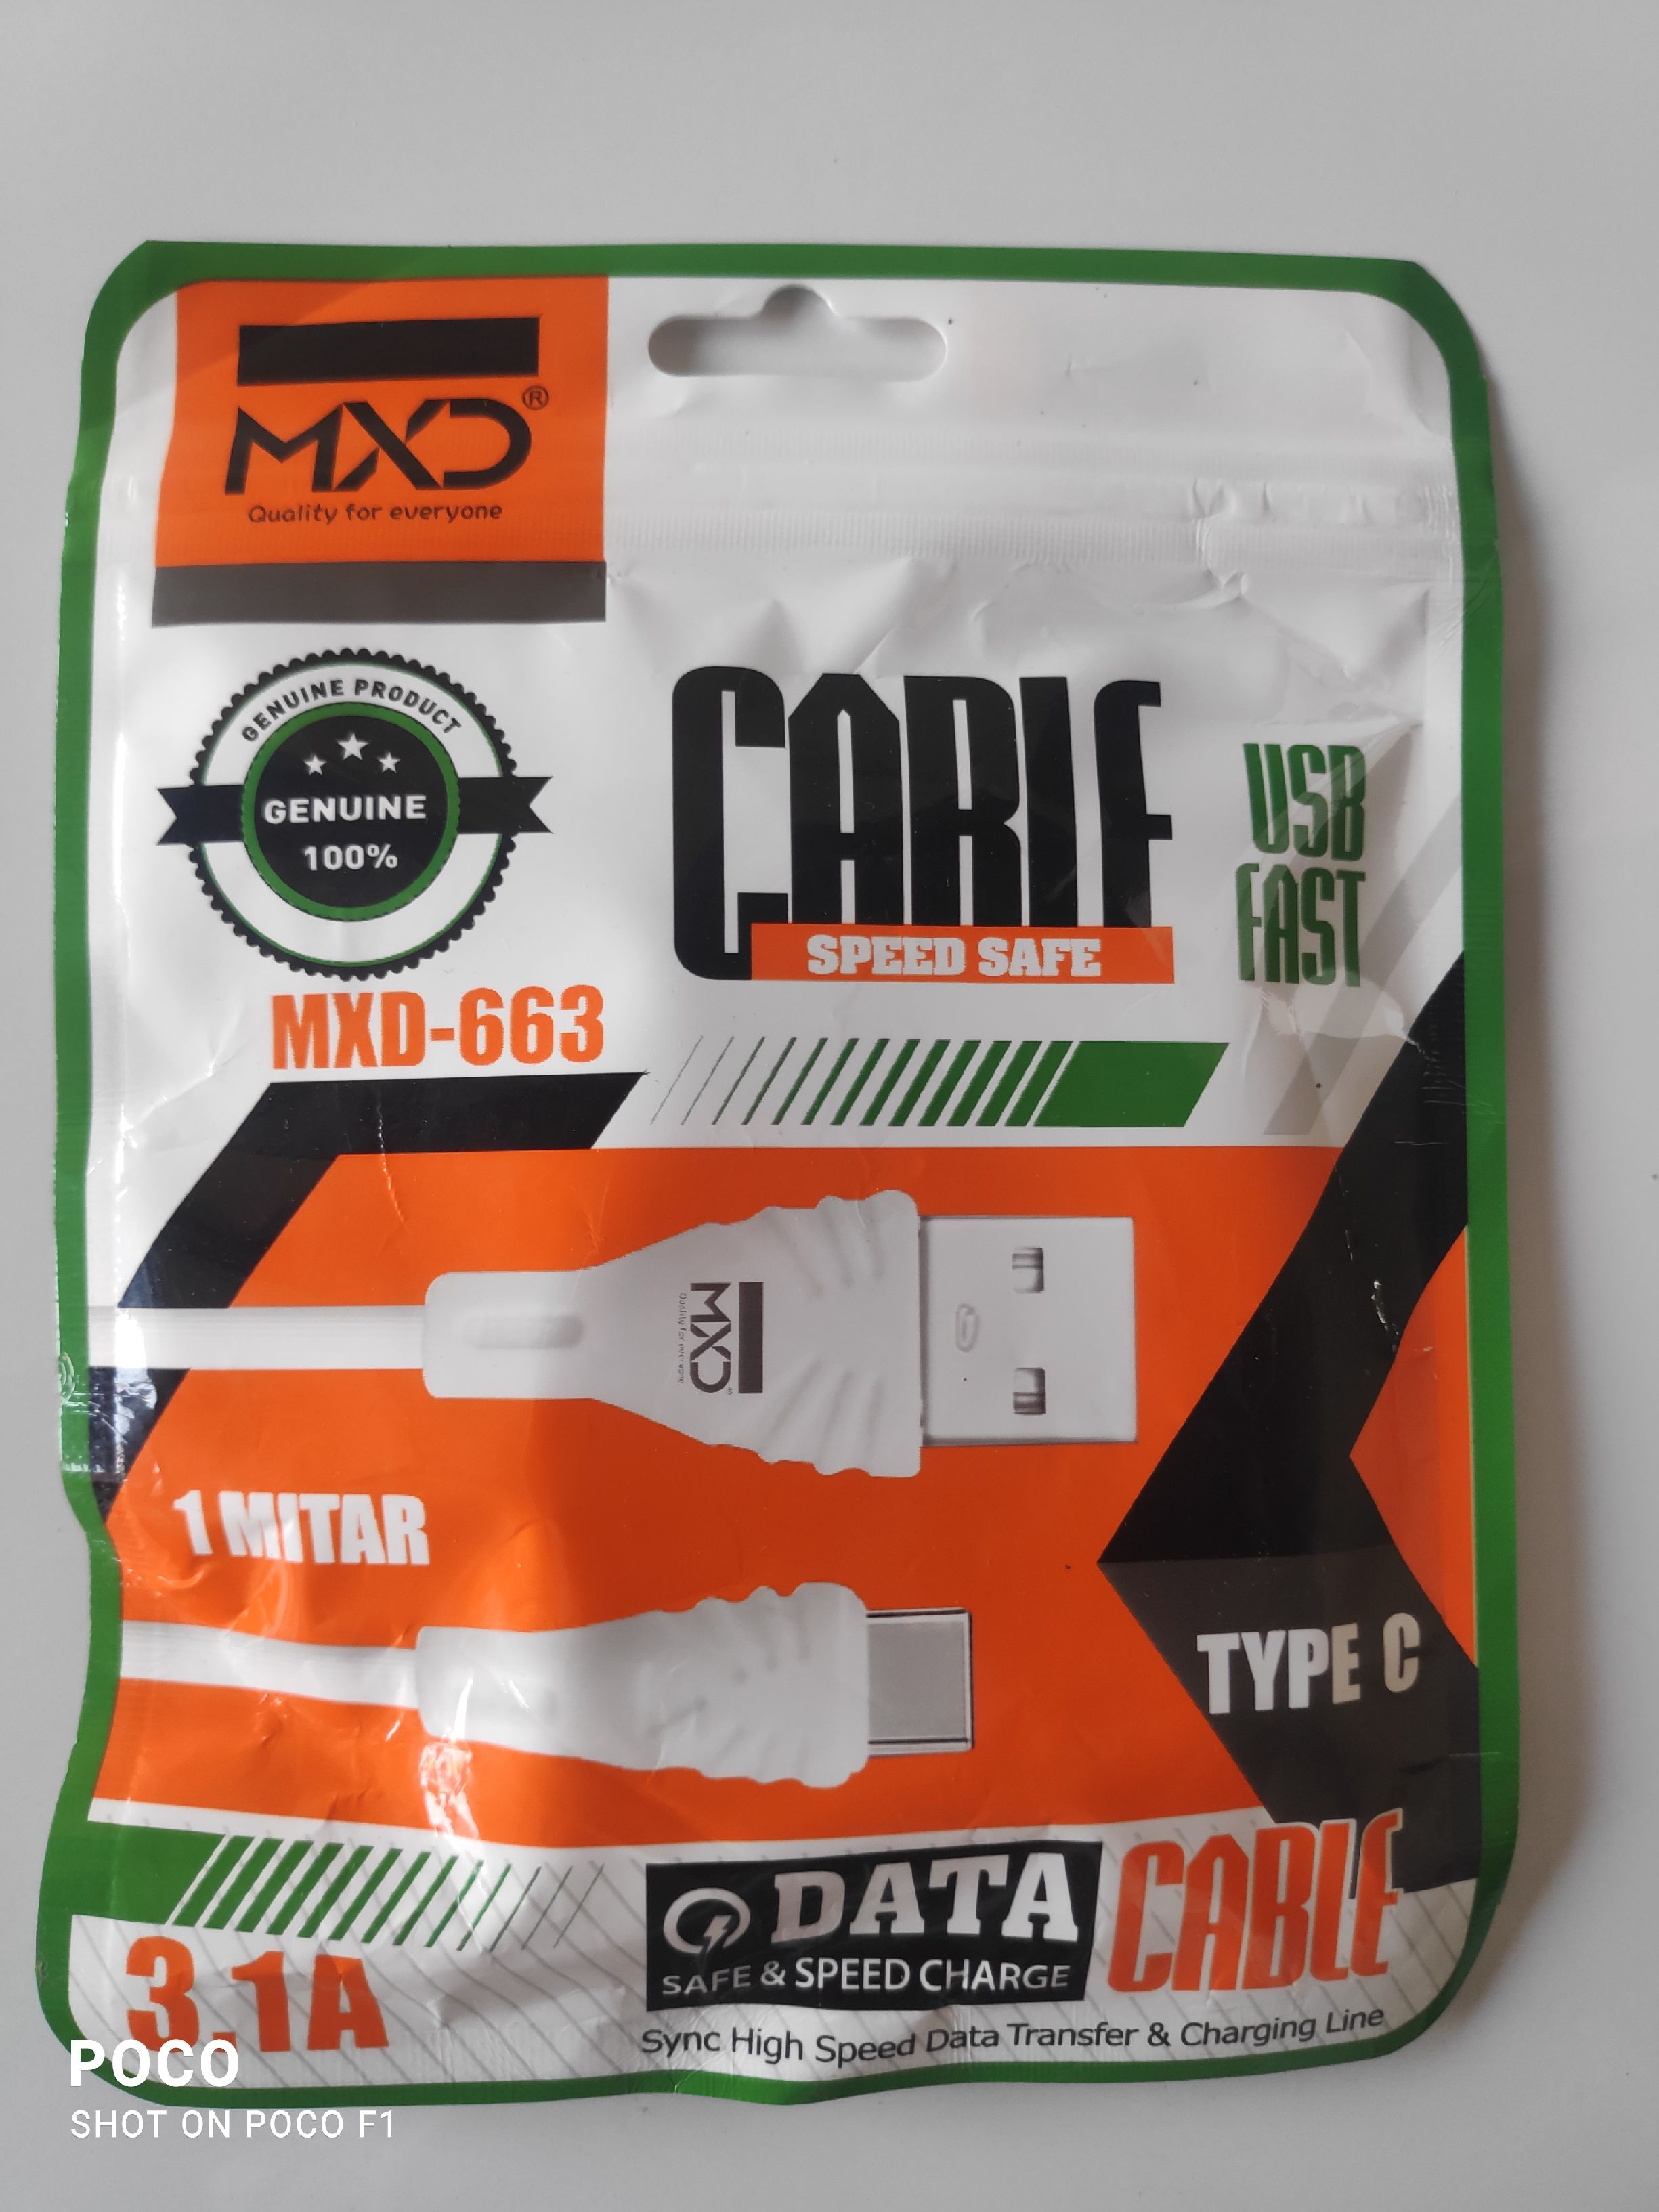 MXD®
Quality for everyone
GENUINE PRODUCT
GENUINE
100%
CABLE
SPEED SAFE
USB
FAST
MXD-663
MXD
Quality for everyone
1 MITAR
TYPE C
3.1A
DATA
SAFE & SPEED CHARGE
CABLE
Sync High Speed Data Transfer & Charging Line
POCO
SHOT ON POCO F1